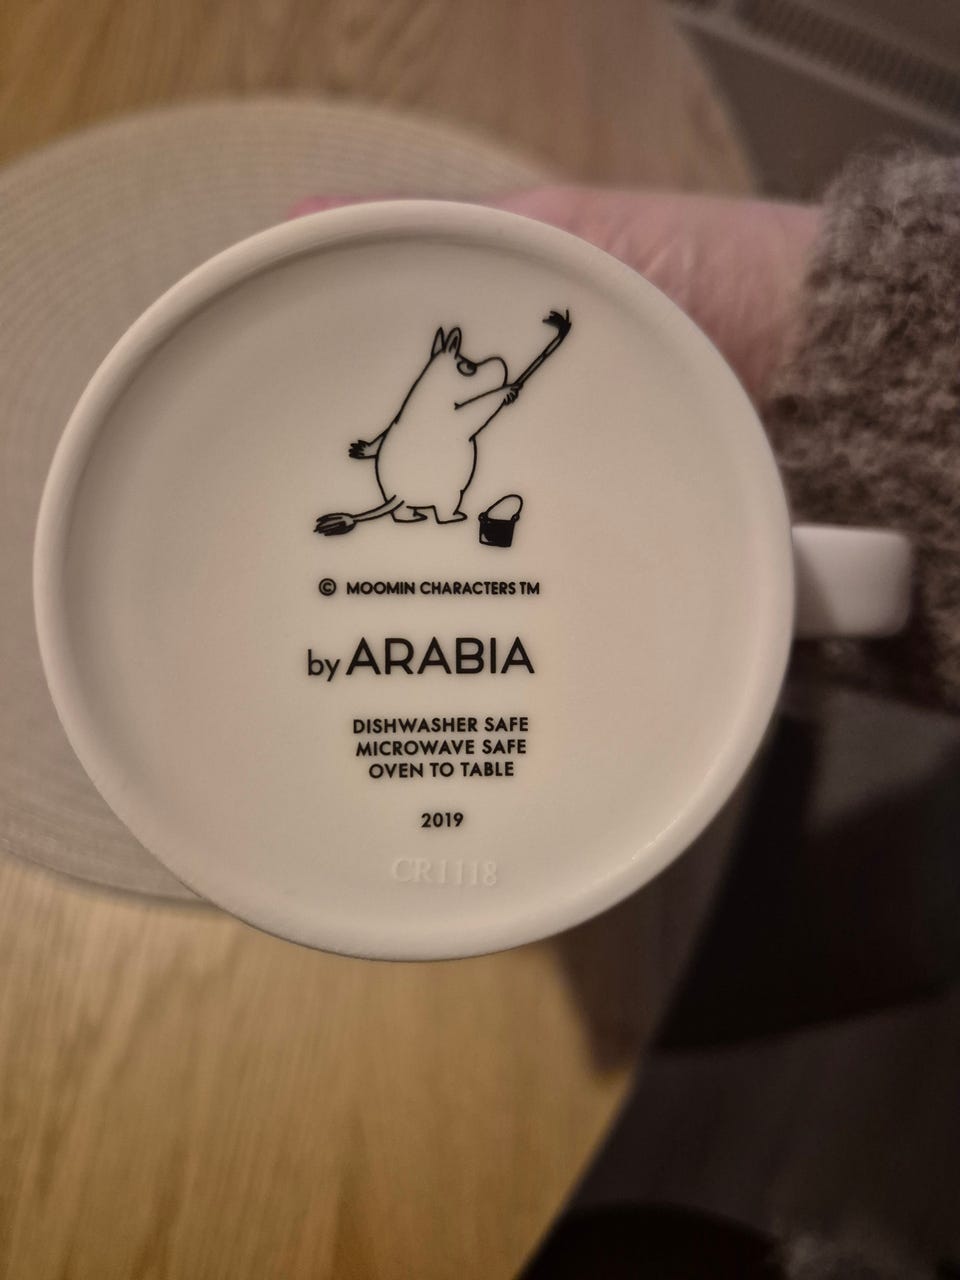 © MOOMIN CHARACTERS TM
by ARABIA
DISHWASHER SAFE
MICROWAVE SAFE
OVEN TO TABLE
2019
CR1118